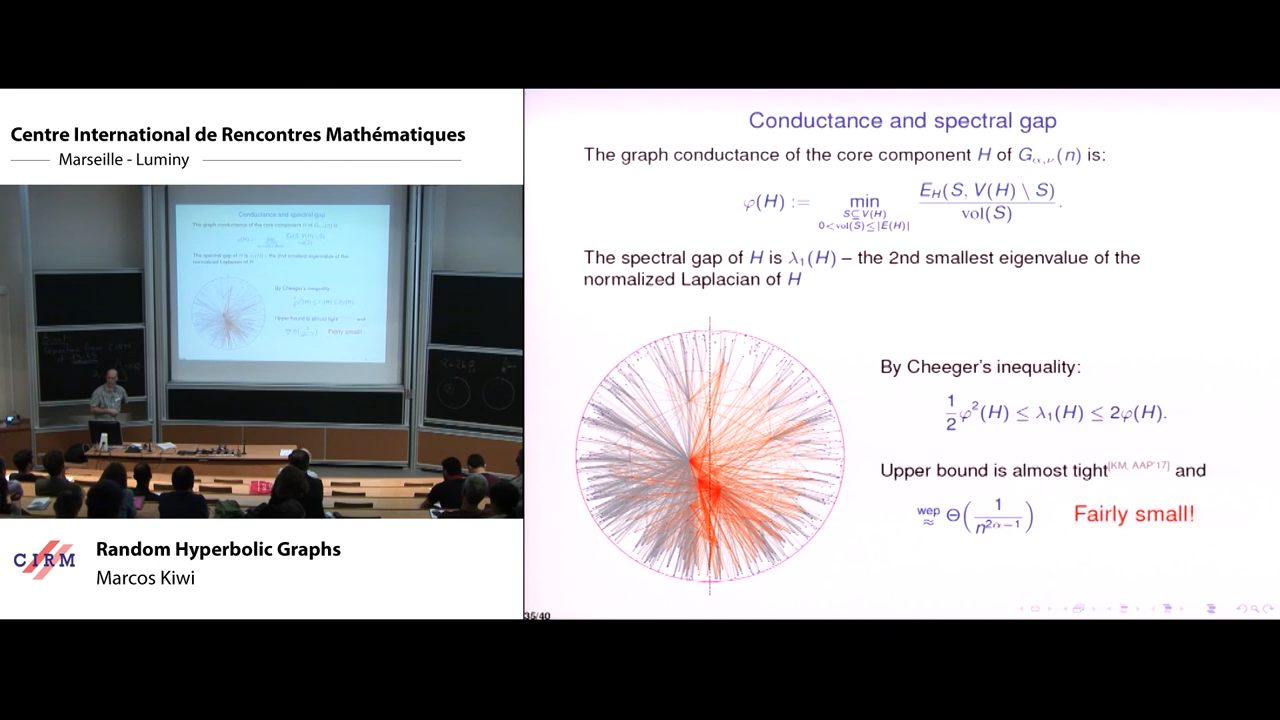 Centre International de Rencontres Mathématiques
Marseille - Luminy
Conductance and spectral gap
The graph conductance of the core component H of G_{α,ν}(n) is:
φ(H) := min_{S⊆V(H), 0<vol(S)≤|E(H)|} E_H(S, V(H) \ S) / vol(S).
The spectral gap of H is λ₁(H) – the 2nd smallest eigenvalue of the
normalized Laplacian of H
By Cheeger's inequality:
1/2 φ²(H) ≤ λ₁(H) ≤ 2φ(H).
Upper bound is almost tight[KM, AAP'17] and
wep ≈ Θ(1/n^{2α−1}) Fairly small!
35/40
CIRM
Random Hyperbolic Graphs
Marcos Kiwi